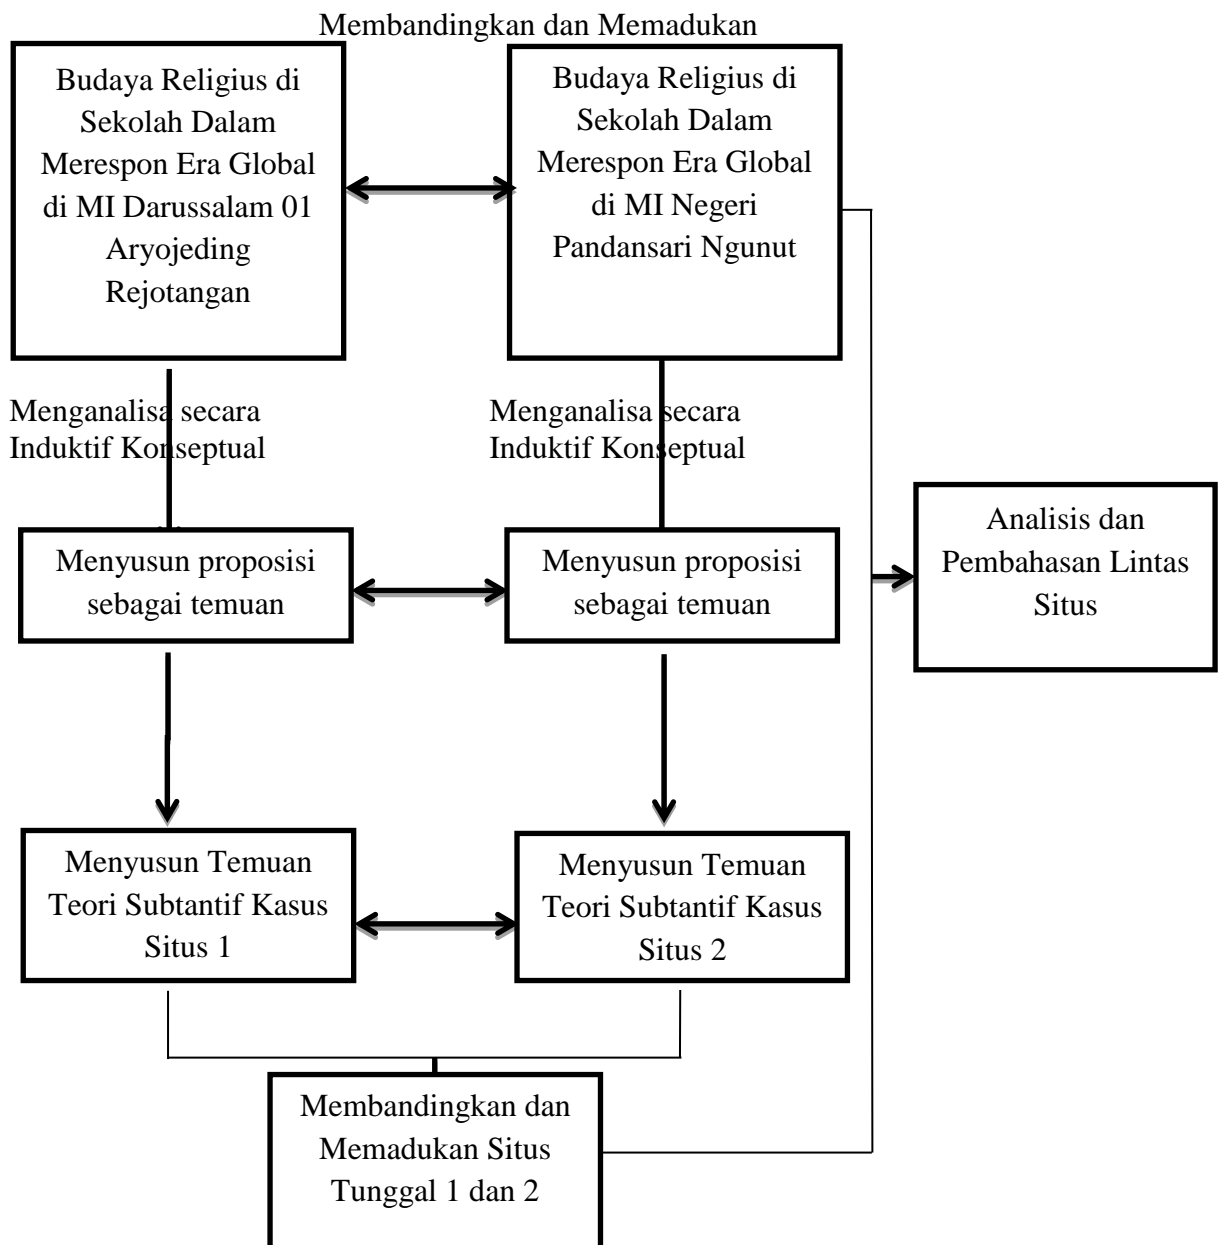 Membandingkan dan Memadukan
Budaya Religius di
Sekolah Dalam
Merespon Era Global
di MI Darussalam 01
Aryojeding
Rejotangan
Budaya Religius di
Sekolah Dalam
Merespon Era Global
di MI Negeri
Pandansari Ngunut
Menganalisa secara
Induktif Konseptual
Menganalisa secara
Induktif Konseptual
Menyusun proposisi
sebagai temuan
Menyusun proposisi
sebagai temuan
Analisis dan
Pembahasan Lintas
Situs
Menyusun Temuan
Teori Subtantif Kasus
Situs 1
Menyusun Temuan
Teori Subtantif Kasus
Situs 2
Membandingkan dan
Memadukan Situs
Tunggal 1 dan 2